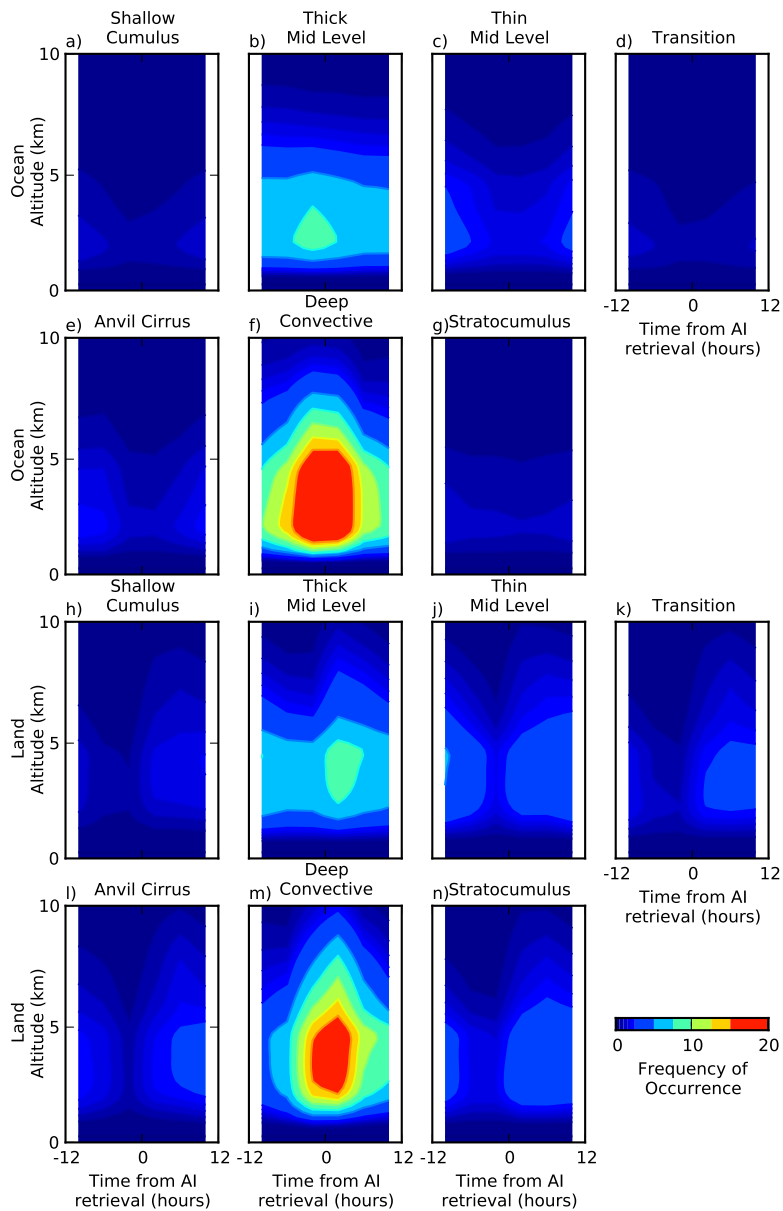 Shallow
Cumulus
Thick
Mid Level
Thin
Mid Level
a)
b)
c)
d) Transition
10
5
0
Ocean
Altitude (km)
-12 0 12
Time from AI
retrieval (hours)
e) Anvil Cirrus
Deep
f) Convective
g) Stratocumulus
10
5
0
Ocean
Altitude (km)
Shallow
Cumulus
Thick
Mid Level
Thin
Mid Level
h)
i)
j)
k) Transition
10
5
0
Land
Altitude (km)
-12 0 12
Time from AI
retrieval (hours)
l) Anvil Cirrus
Deep
m) Convective
n) Stratocumulus
10
5
0
Land
Altitude (km)
-12 0 -12 0 -12 0 12
Time from AI
retrieval (hours)
Time from AI
retrieval (hours)
Time from AI
retrieval (hours)
0 10 20
Frequency of
Occurrence